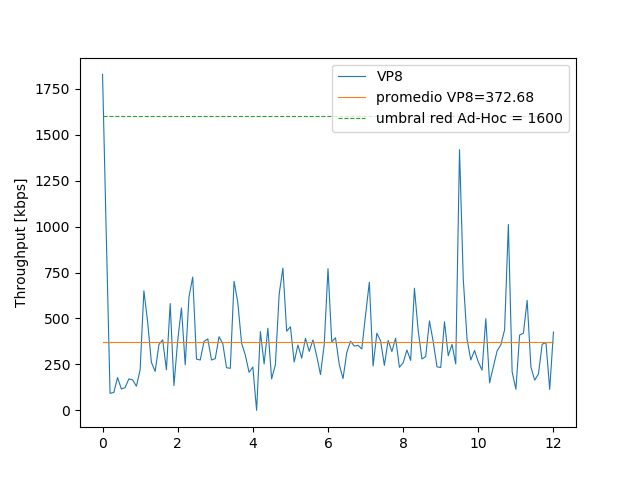 VP8
promedio VP8=372.68
umbral red Ad-Hoc = 1600
Throughput [kbps]
1750
1500
1250
1000
750
500
250
0
0 2 4 6 8 10 12